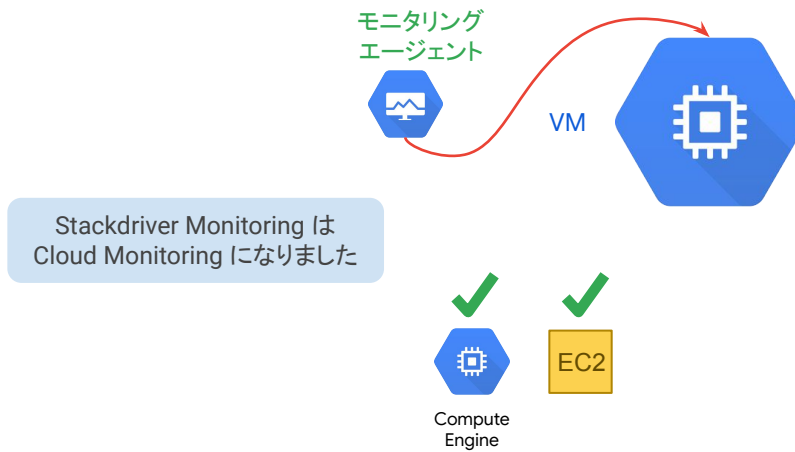 モニタリング
エージェント
VM
Stackdriver Monitoring は
Cloud Monitoring になりました
EC2
Compute
Engine